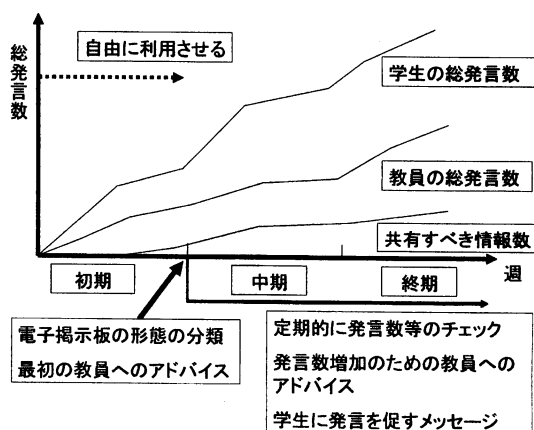 総発言数
自由に利用させる
学生の総発言数
教員の総発言数
共有すべき情報数
初期
中期
終期
週
電子掲示板の形態の分類
最初の教員へのアドバイス
定期的に発言数等のチェック
発言数増加のための教員への
アドバイス
学生に発言を促すメッセージ